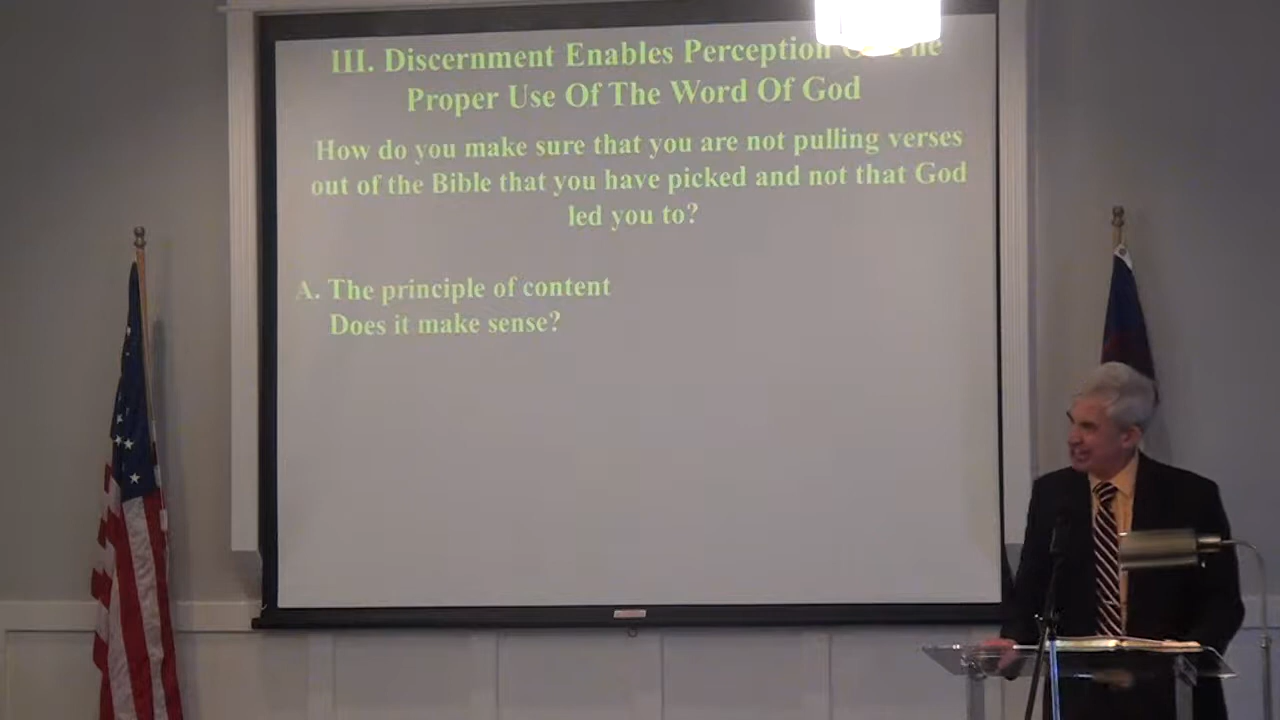 III. Discernment Enables Perception The
Proper Use Of The Word Of God
How do you make sure that you are not pulling verses
out of the Bible that you have picked and not that God
led you to?
A. The principle of content
Does it make sense?